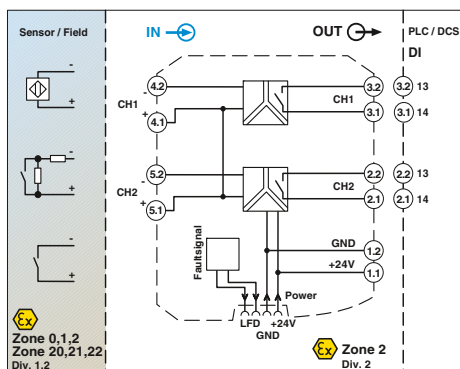 Sensor / Field
IN
OUT
PLC / DCS
DI
-
+
-
+
-
+
-
4.2
CH1
+
4.1
-
5.2
CH2
+
5.1
3.2
CH1
3.1
2.2
CH2
2.1
GND
1.2
+24V
1.1
3.2 13
3.1 14
2.2 13
2.1 14
Faultsignal
Power
LFD +24V
GND
Ex
Zone 0,1,2
Zone 20,21,22
Div. 1,2
Ex
Zone 2
Div. 2